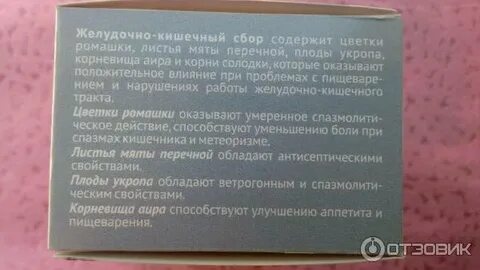 Желудочно-кишечный сбор содержит цветки
ромашки, листья мяты перечной, плоды укропа,
корневища аира и корни солодки, которые оказывают
положительное влияние при проблемах с пищеваре-
нием и нарушениях работы желудочно-кишечного
тракта.
Цветки ромашки оказывают умеренное спазмолити-
ческое действие, способствуют уменьшению боли при
спазмах кишечника и метеоризме.
Листья мяты перечной обладают антисептическими
свойствами.
Плоды укропа обладают ветрогонным и спазмолити-
ческим свойствами.
Корневища аира способствуют улучшению аппетита и
пищеварения.
ОТЗОВИК